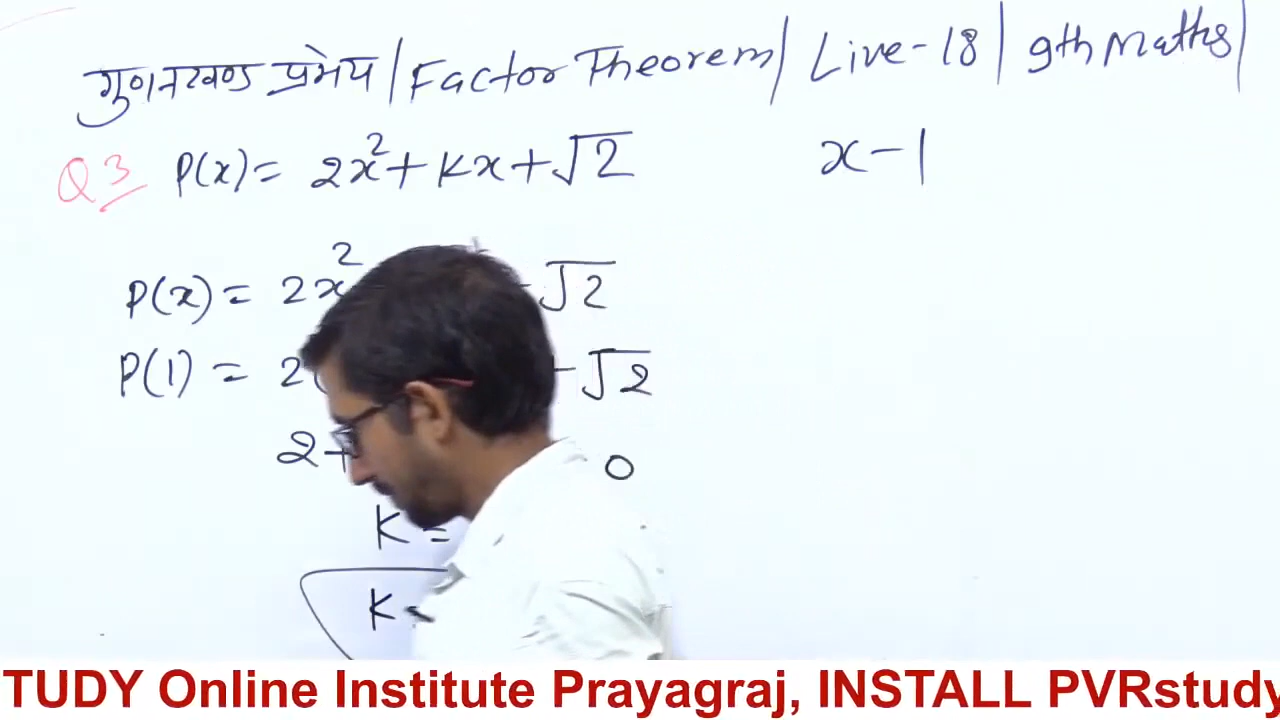 गुणनखण्ड प्रमेय | Factor Theorem | Live-18 | 9th Maths |
Q3 P(x) = 2x² + Kx + √2 x - 1
P(x) = 2x² √2
P(1) = 2( √2
2+ 0
K =
K =
TUDY Online Institute Prayagraj, INSTALL PVRstudy